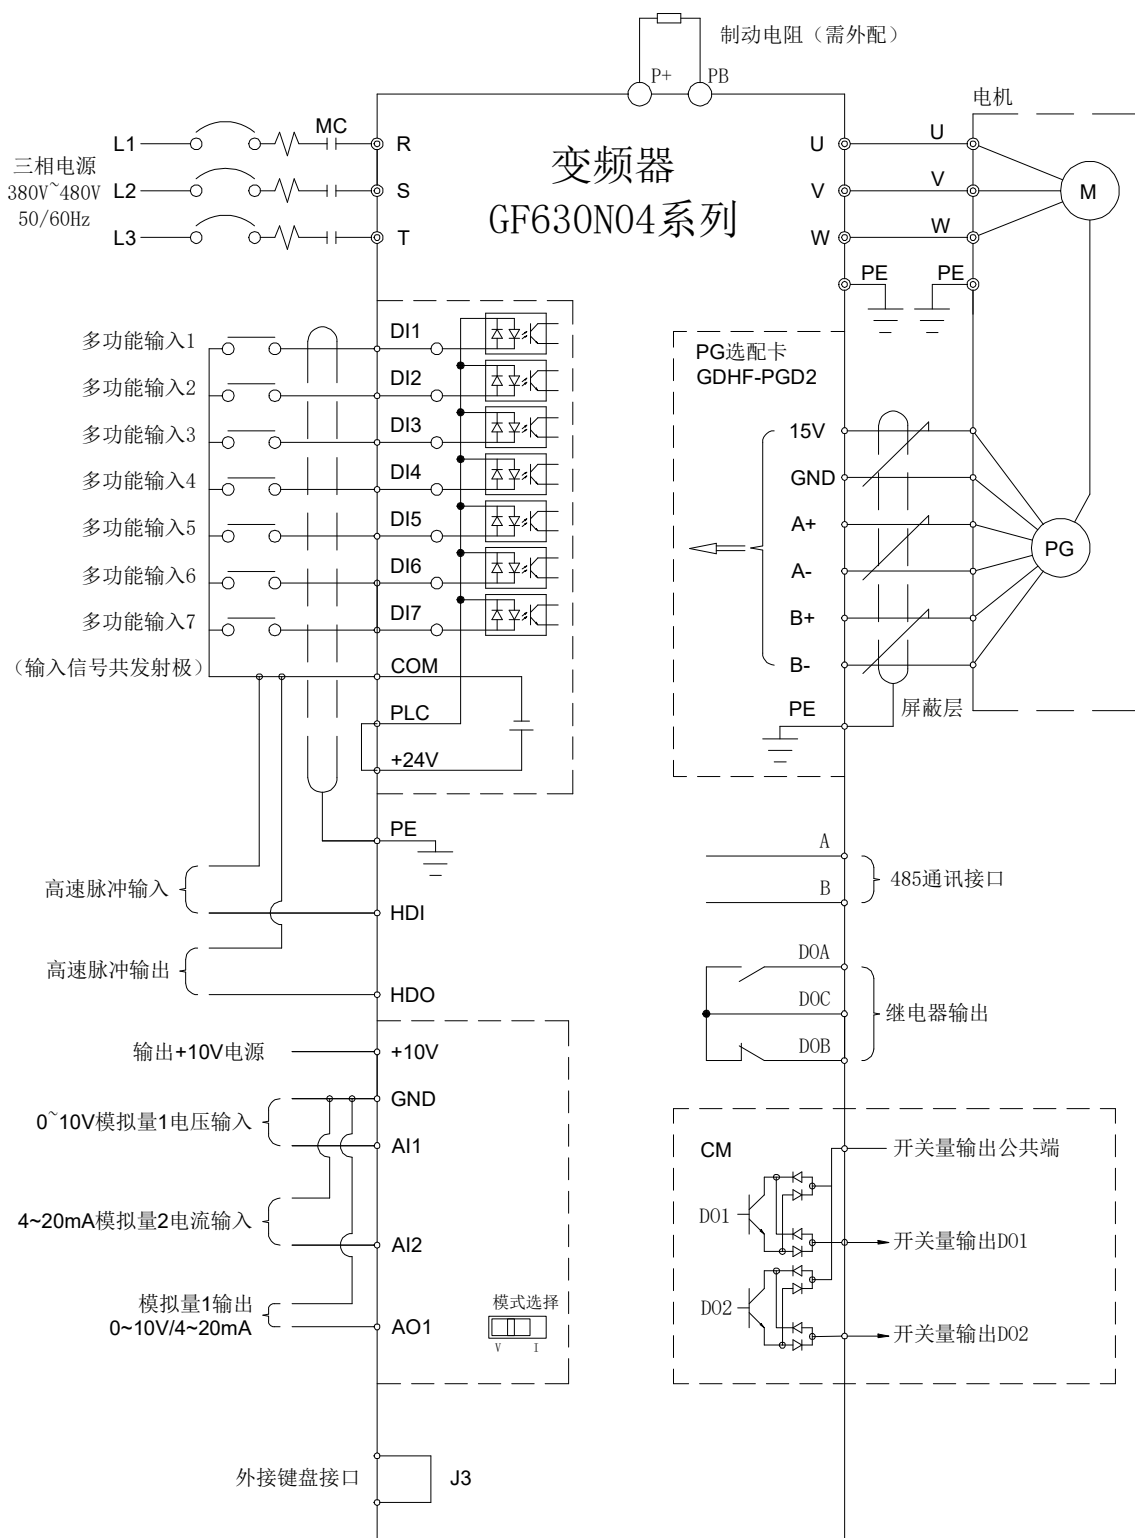 制动电阻（需外配）
P+
PB
电机
MC
L1
R
三相电源
380V~480V
50/60Hz
L2
S
L3
T
变频器
GF630N04系列
U
U
V
V
W
W
M
PE
PE
多功能输入1
DI1
多功能输入2
DI2
多功能输入3
DI3
多功能输入4
DI4
多功能输入5
DI5
多功能输入6
DI6
多功能输入7
DI7
（输入信号共发射极）
COM
PLC
+24V
PE
PG选配卡
GDHF-PGD2
15V
GND
A+
A-
B+
B-
PG
PE
屏蔽层
高速脉冲输入
HDI
高速脉冲输出
HDO
A
B
485通讯接口
DOA
DOC
DOB
继电器输出
输出+10V电源
+10V
GND
0~10V模拟量1电压输入
AI1
4~20mA模拟量2电流输入
AI2
模拟量1输出
0~10V/4~20mA
AO1
模式选择
V
I
CM
开关量输出公共端
DO1
开关量输出DO1
DO2
开关量输出DO2
外接键盘接口
J3